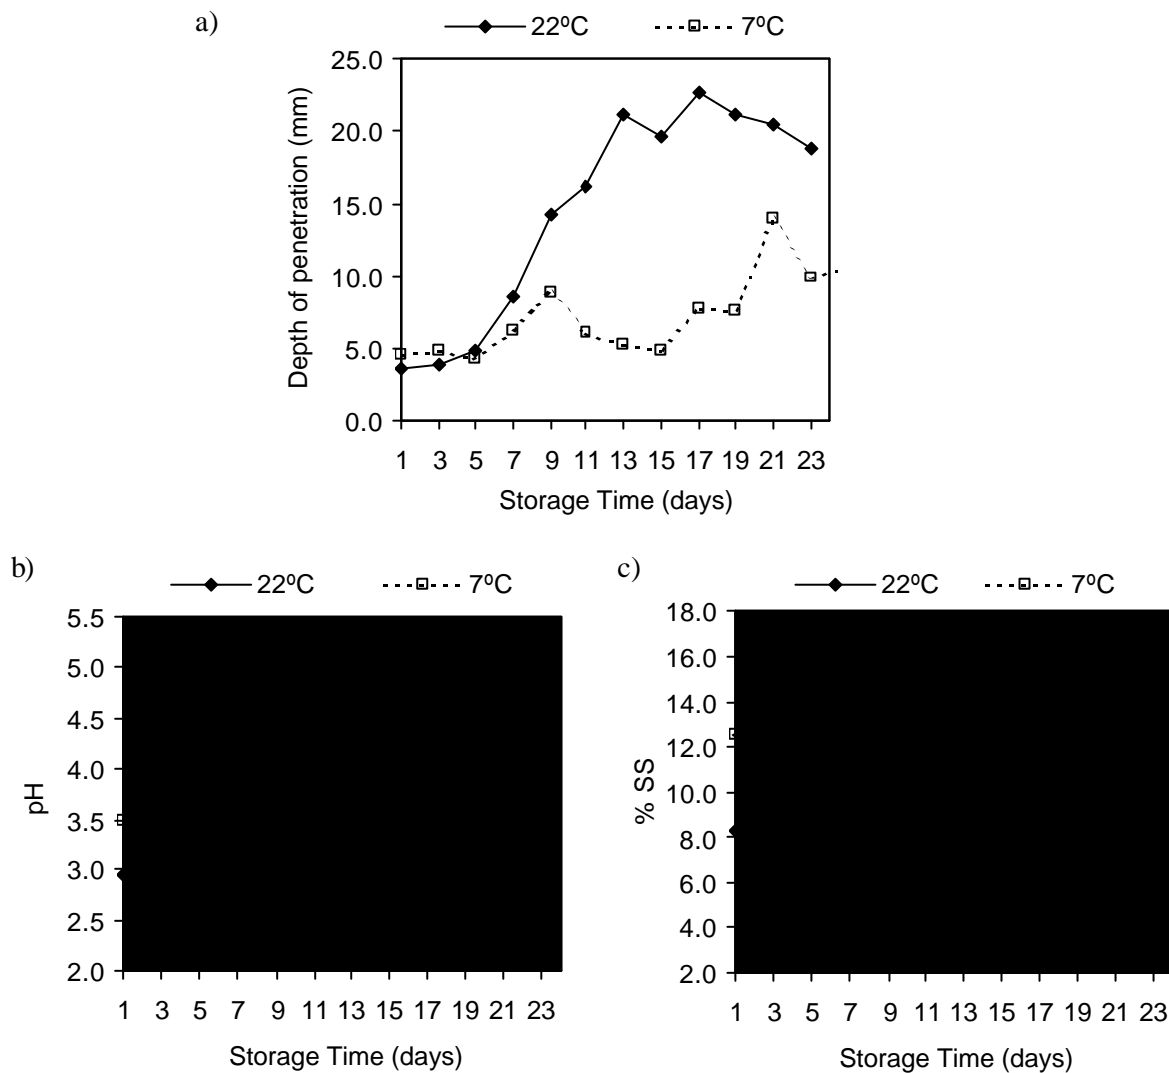 a)
22ºC 7ºC
25.0
20.0
15.0
10.0
5.0
0.0
Depth of penetration (mm)
1 3 5 7 9 11 13 15 17 19 21 23
Storage Time (days)
b)
22ºC 7ºC
5.5
5.0
4.5
4.0
3.5
3.0
2.5
2.0
pH
1 3 5 7 9 11 13 15 17 19 21 23
Storage Time (days)
c)
22ºC 7ºC
18.0
16.0
14.0
12.0
10.0
8.0
6.0
4.0
2.0
% SS
1 3 5 7 9 11 13 15 17 19 21 23
Storage Time (days)